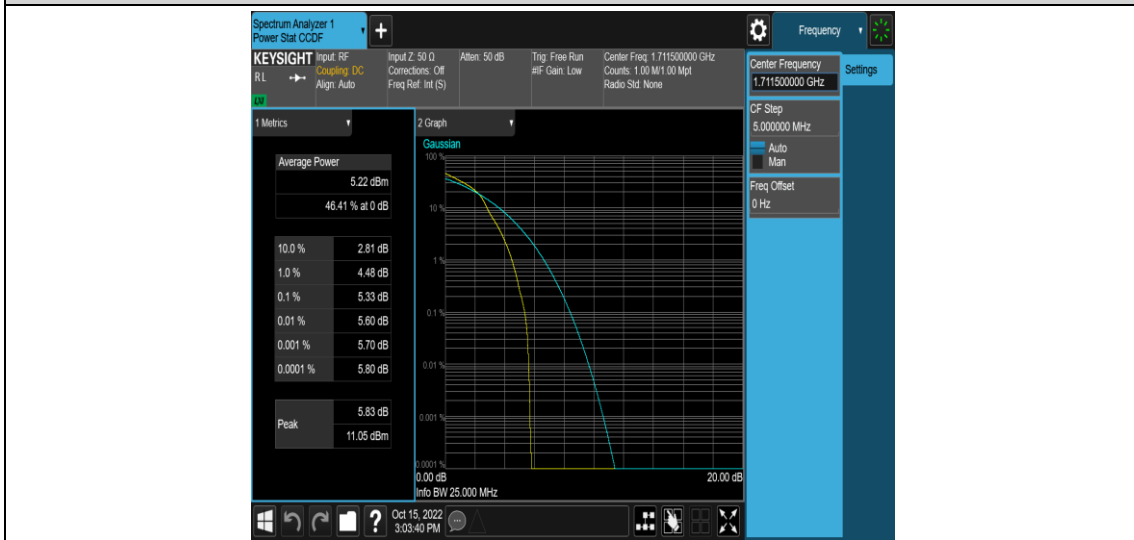 Spectrum Analyzer 1
Power Stat CCDF
+
Frequency
KEYSIGHT
RL
LXI
Input: RF
Coupling: DC
Align: Auto
Input Z: 50 Ω
Corrections: Off
Freq Ref: Int (S)
Atten: 50 dB
Trig: Free Run
#IF Gain: Low
Center Freq: 1.711500000 GHz
Counts: 1.00 M/1.00 Mpt
Radio Std: None
Center Frequency
1.711500000 GHz
Settings
CF Step
5.000000 MHz
Auto
Man
Freq Offset
0 Hz
1 Metrics
Average Power
5.22 dBm
46.41 % at 0 dB
10.0 % 2.81 dB
1.0 % 4.48 dB
0.1 % 5.33 dB
0.01 % 5.60 dB
0.001 % 5.70 dB
0.0001 % 5.80 dB
Peak
5.83 dB
11.05 dBm
2 Graph
Gaussian
100 %
10 %
1 %
0.1 %
0.01 %
0.001 %
0.0001 %
0.00 dB 20.00 dB
Info BW 25.000 MHz
?
Oct 15, 2022
3:03:40 PM